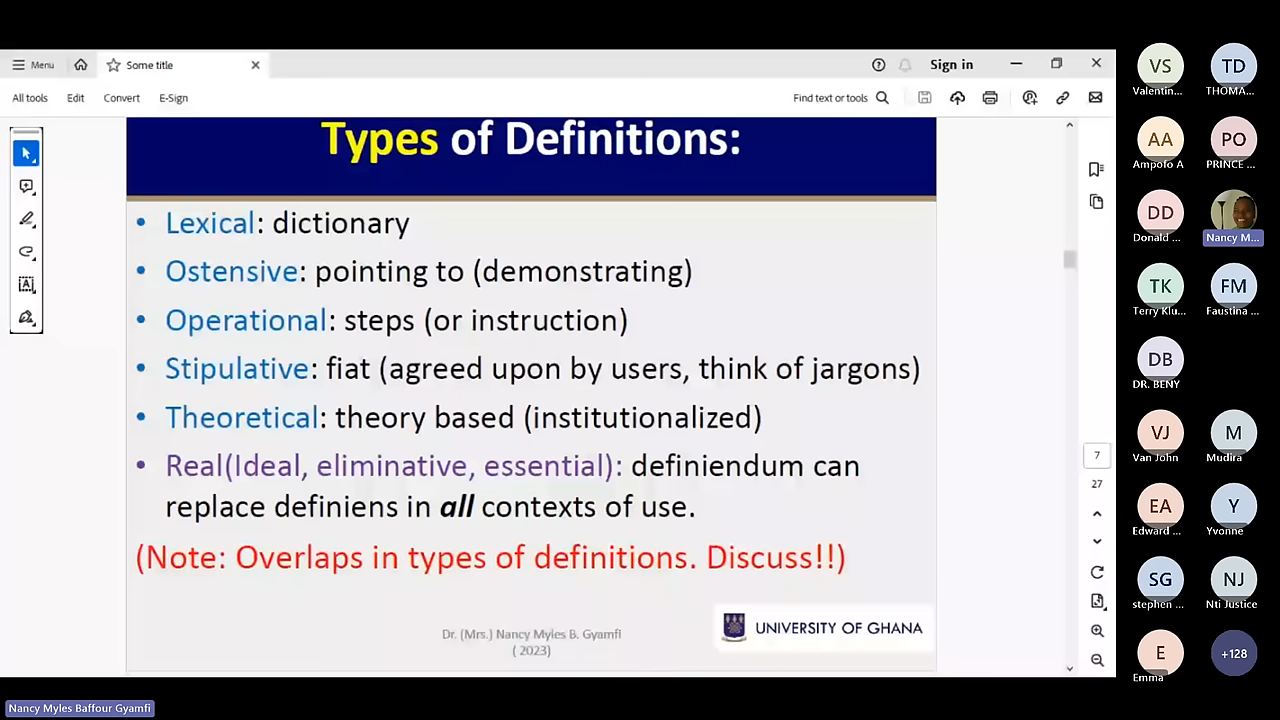 Menu
Some title
Sign in
All tools
Edit
Convert
E-Sign
Find text or tools
Types of Definitions:
• Lexical: dictionary
• Ostensive: pointing to (demonstrating)
• Operational: steps (or instruction)
• Stipulative: fiat (agreed upon by users, think of jargons)
• Theoretical: theory based (institutionalized)
• Real(Ideal, eliminative, essential): definiendum can
replace definiens in all contexts of use.
(Note: Overlaps in types of definitions. Discuss!!)
Dr. (Mrs.) Nancy Myles B. Gyamfi
( 2023)
UNIVERSITY OF GHANA
7
27
VS
Valentin...
TD
THOMA...
AA
Ampofo A
PO
PRINCE ...
DD
Donald ...
Nancy M...
TK
Terry Klu...
FM
Faustina ...
DB
DR. BENY
VJ
Van John
M
Mudira
EA
Edward ...
Y
Yvonne
SG
stephen ...
NJ
Nti Justice
E
Emma
+128
Nancy Myles Baffour Gyamfi